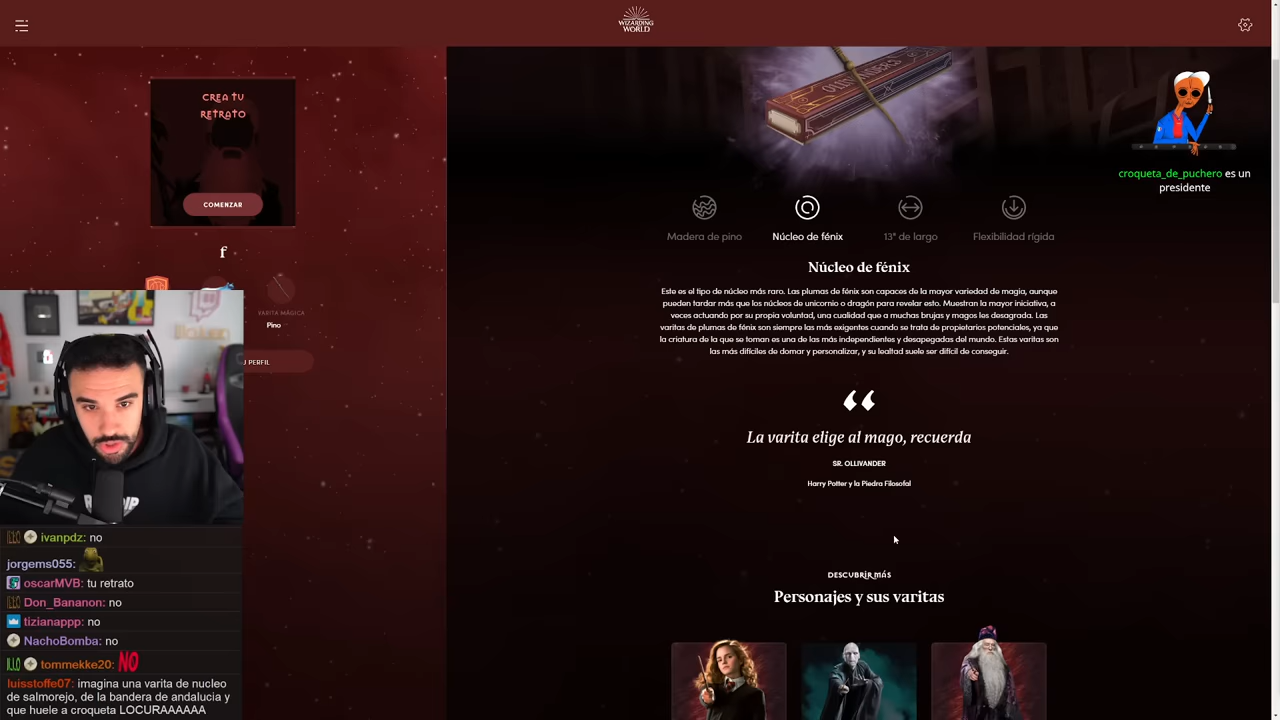 WIZARDING
WORLD
CREA TU
RETRATO
COMENZAR
f
VARITA MÁGICA
Pino
PERFIL
OLLIVANDERS
croqueta_de_puchero es un
presidente
Madera de pino
Núcleo de fénix
13" de largo
Flexibilidad rígida
Núcleo de fénix
Este es el tipo de núcleo más raro. Las plumas de fénix son capaces de la mayor variedad de magia, aunque
pueden tardar más que los núcleos de unicornio o dragón para revelar esto. Muestran la mayor iniciativa, a
veces actuando por su propia voluntad, una cualidad que a muchas brujas y magos les desagrada. Las
varitas de plumas de fénix son siempre las más exigentes cuando se trata de propietarios potenciales, ya que
la criatura de la que se toman es una de las más independientes y desapegadas del mundo. Estas varitas son
las más difíciles de domar y personalizar, y su lealtad suele ser difícil de conseguir.
La varita elige al mago, recuerda
SR. OLLIVANDER
Harry Potter y la Piedra Filosofal
DESCUBRIR MÁS
Personajes y sus varitas
ivanpdz: no
jorgems055:
oscarMVB: tu retrato
Don_Bananon: no
tizianappp: no
NachoBomba: no
tommekke20: NO
luisstoffe07: imagina una varita de nucleo
de salmorejo, de la bandera de andalucia y
que huele a croqueta LOCURAAAAAA